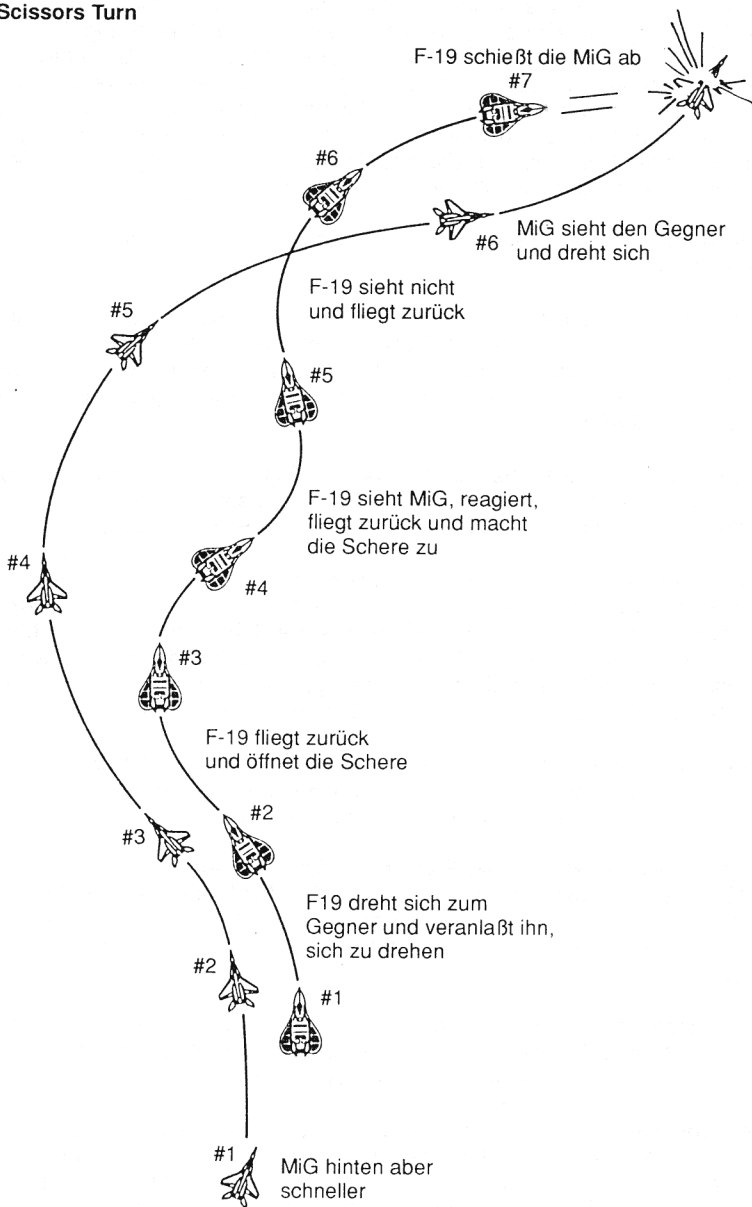 Scissors Turn
F-19 schießt die MiG ab
#7
#6
#6
MiG sieht den Gegner
und dreht sich
F-19 sieht nicht
und fliegt zurück
#5
#5
F-19 sieht MiG, reagiert,
fliegt zurück und macht
die Schere zu
#4
#4
#3
F-19 fliegt zurück
und öffnet die Schere
#2
#3
F19 dreht sich zum
Gegner und veranlaßt ihn,
sich zu drehen
#2
#1
#1
MiG hinten aber
schneller